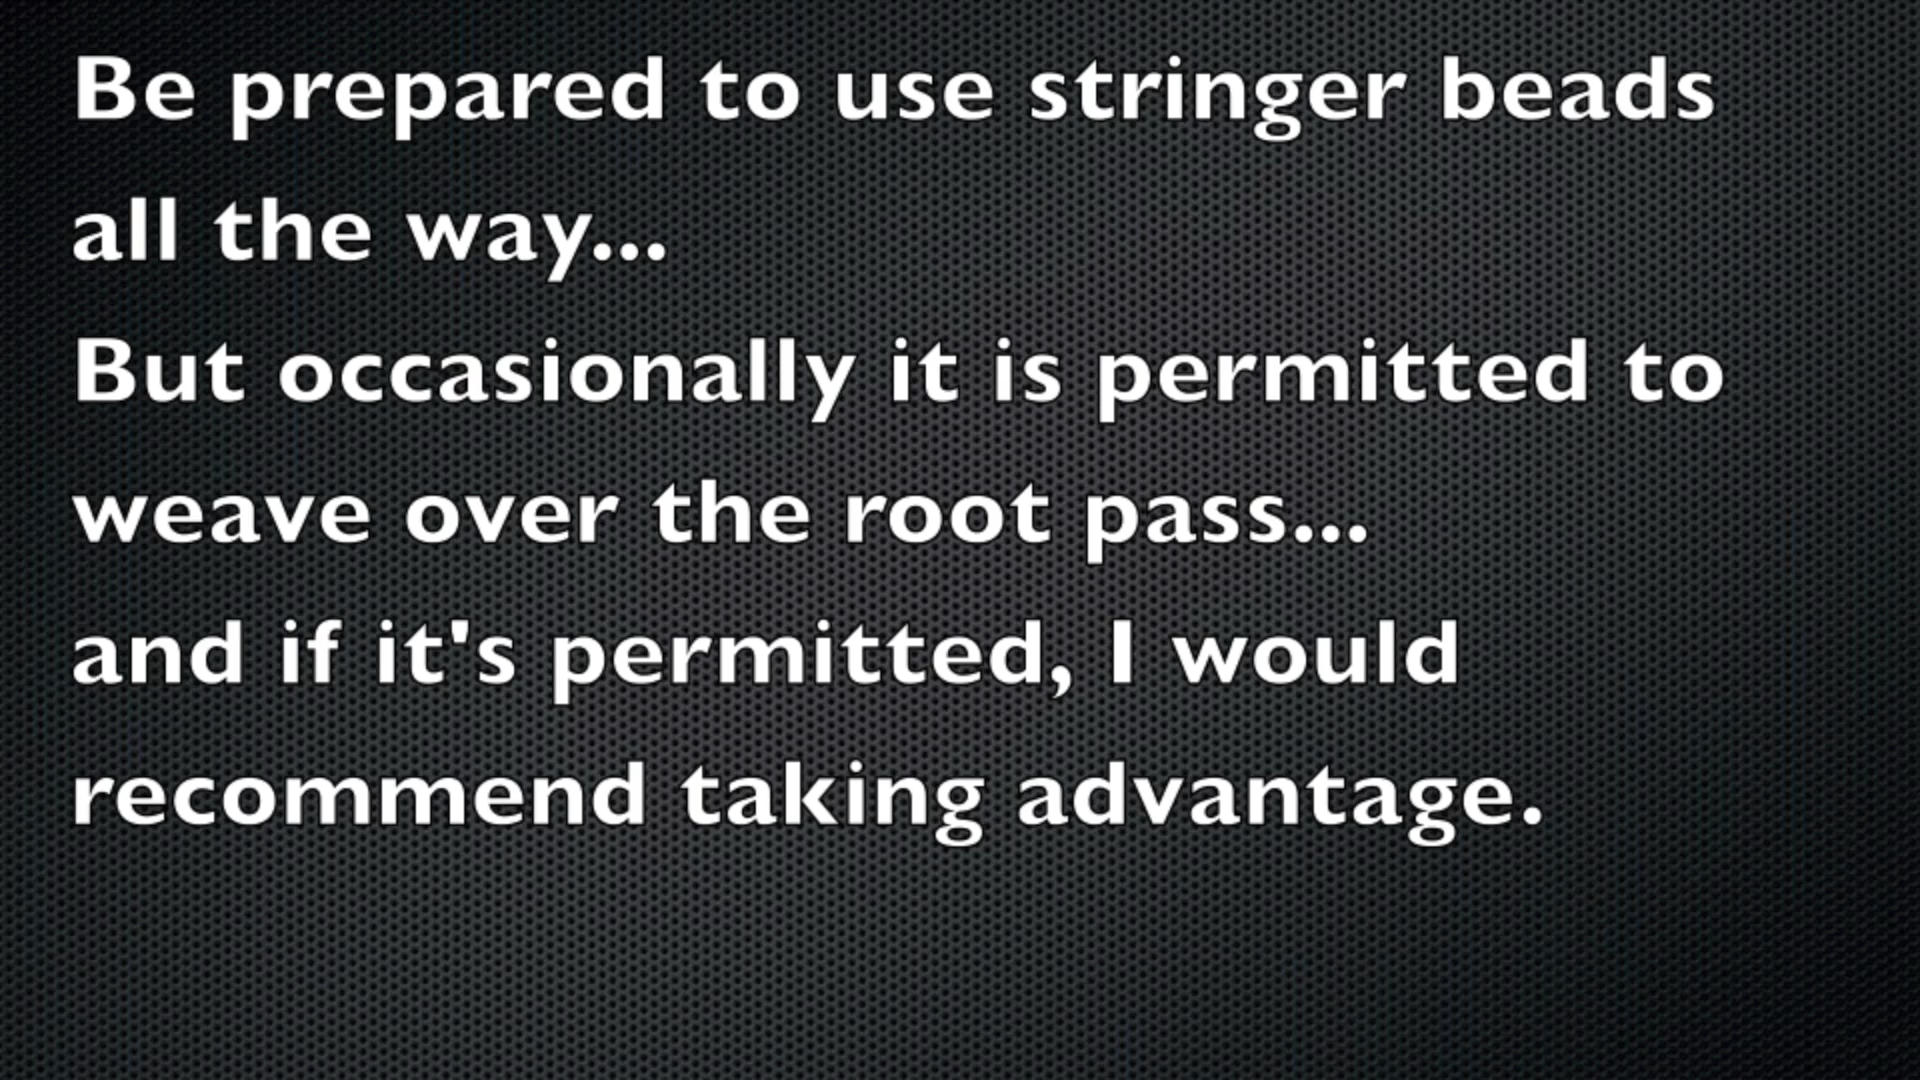 Be prepared to use stringer beads
all the way...
But occasionally it is permitted to
weave over the root pass...
and if it's permitted, I would
recommend taking advantage.